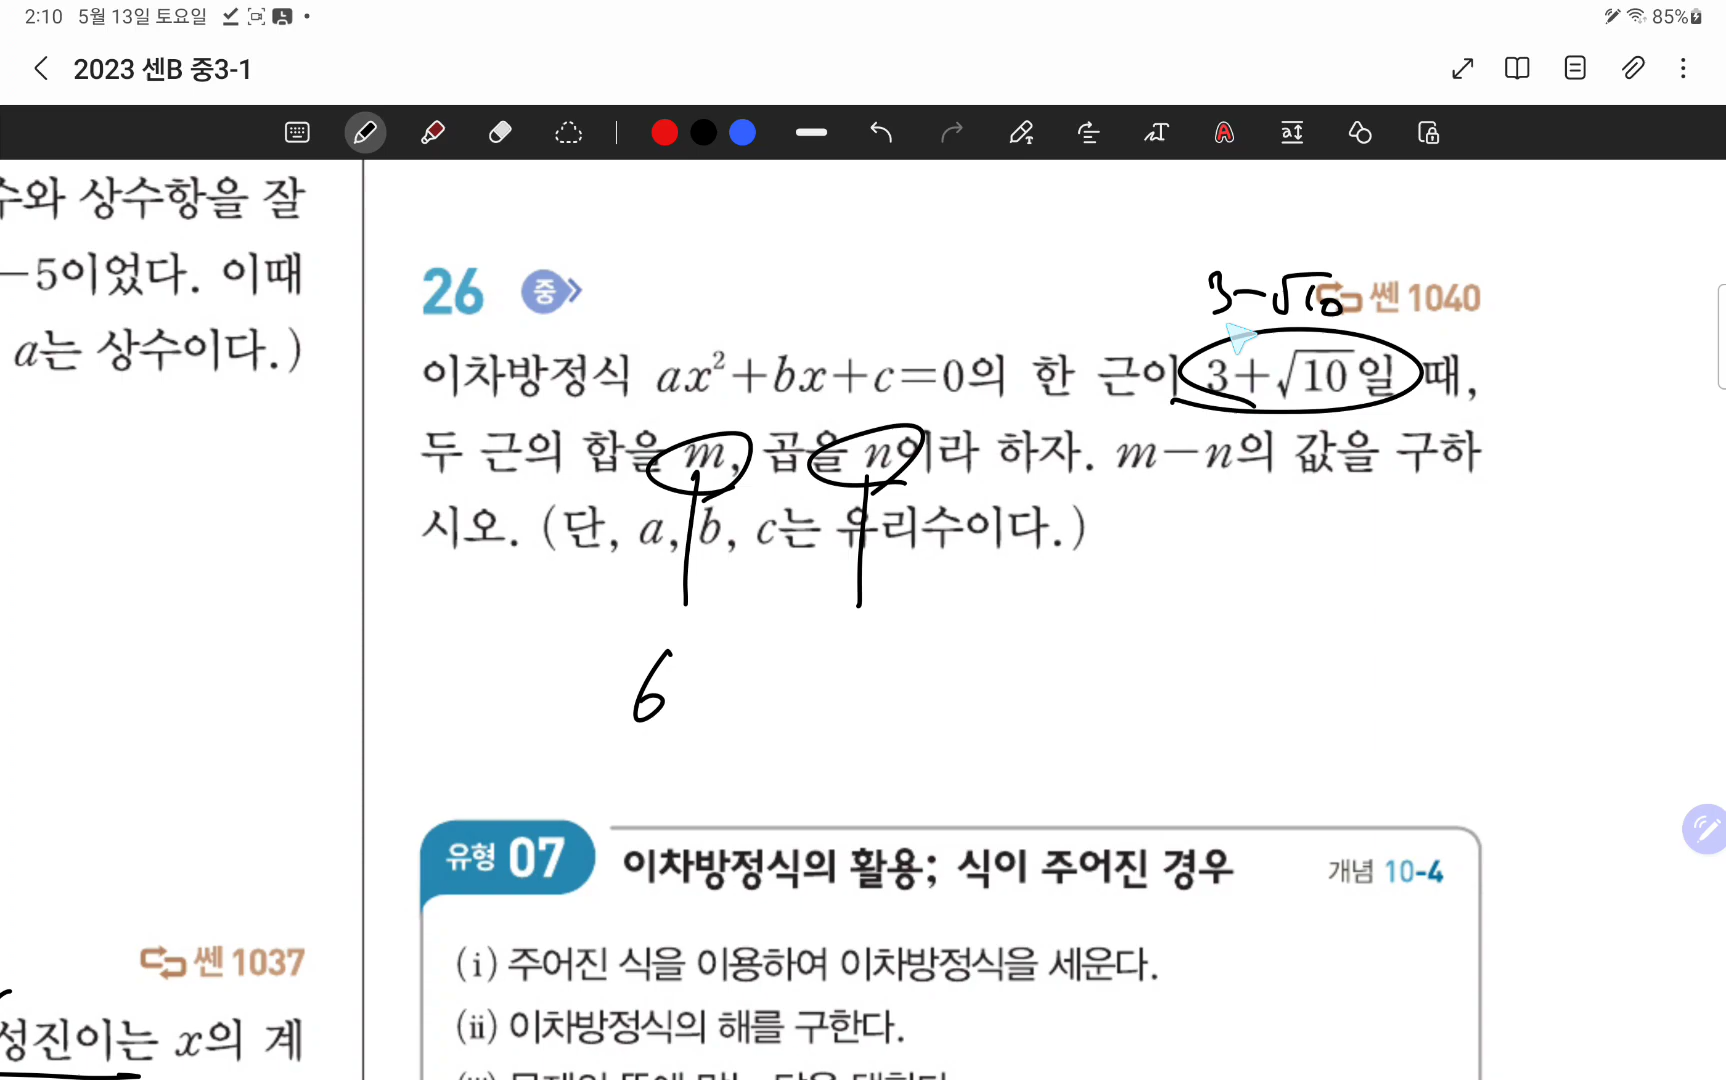 2:10 5월 13일 토요일
85%
2023 쎈B 중3-1
수와 상수항을 잘
-5이었다. 이때
a는 상수이다.)
쎈 1037
성진이는 x의 계
26 중
쎈 1040
3-√10
이차방정식 ax²+bx+c=0의 한 근이 3+√10일 때,
두 근의 합을 m, 곱을 n이라 하자. m-n의 값을 구하
시오. (단, a, b, c는 유리수이다.)
6
유형 07 이차방정식의 활용; 식이 주어진 경우 개념 10-4
(i) 주어진 식을 이용하여 이차방정식을 세운다.
(ii) 이차방정식의 해를 구한다.